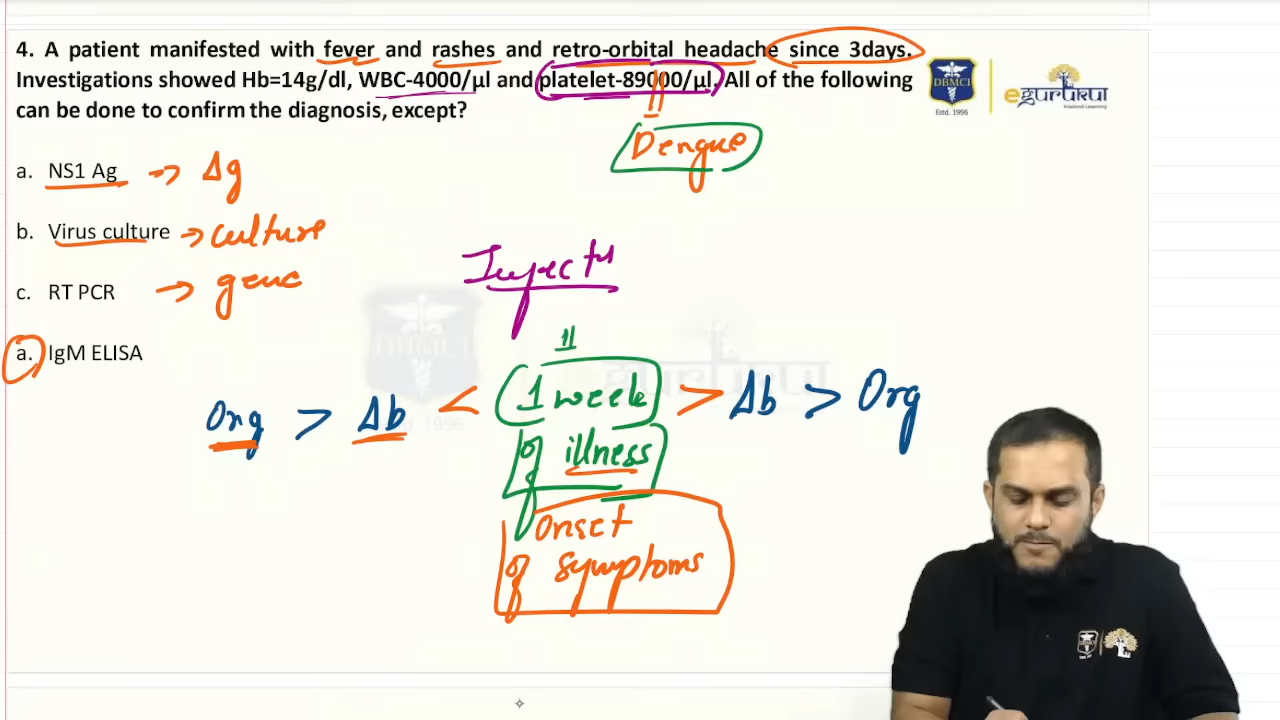 4. A patient manifested with fever and rashes and retro-orbital headache since 3days.
Investigations showed Hb=14g/dl, WBC-4000/µl and platelet-89000/µl. All of the following
can be done to confirm the diagnosis, except?
DBMCI
Estd. 1996
eGURUKUL
Dengue
a. NS1 Ag → Ag
b. Virus culture → culture
c. RT PCR → gene
a. IgM ELISA
Org > Ab < 1 week > Ab > Org
of illness
Onset
of symptoms